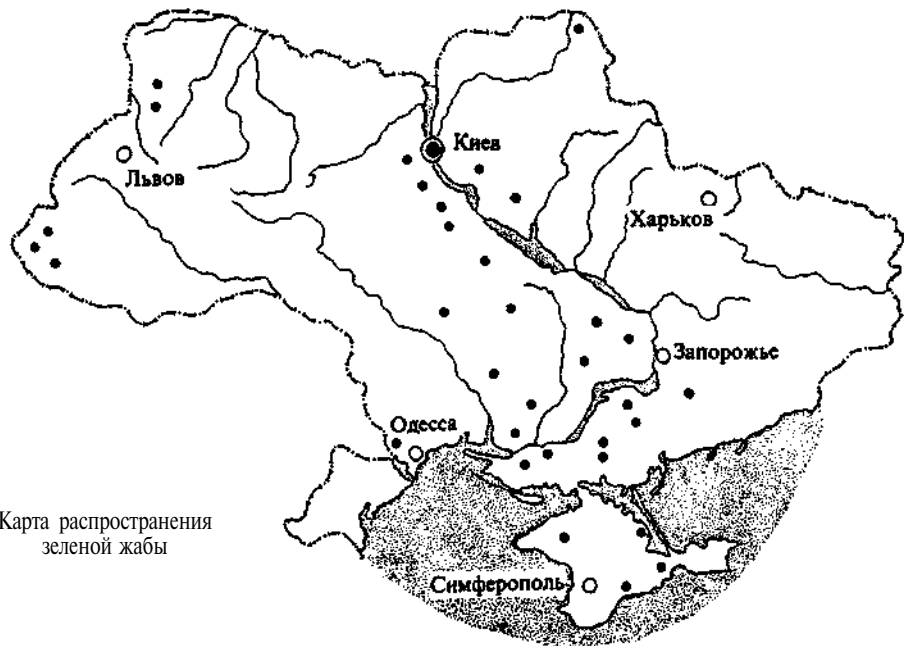 Киев
Львов
Харьков
Запорожье
Одесса
Карта распространения
зеленой жабы
Симферополь